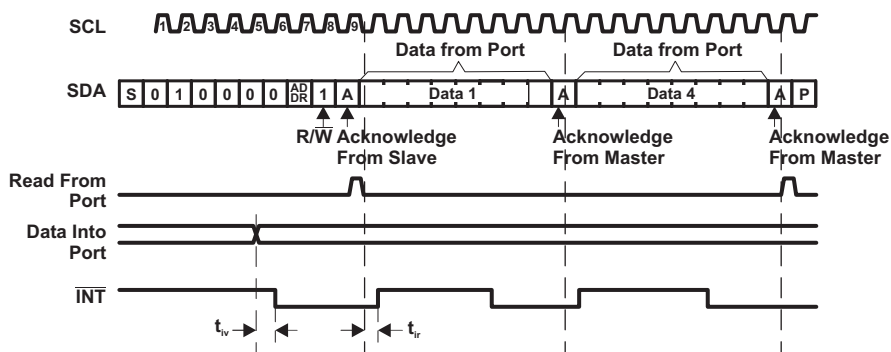 SCL
1 2 3 4 5 6 7 8 9
Data from Port Data from Port
SDA
S 0 1 0 0 0 0 AD DR 1 A Data 1 A Data 4 A P
R/W̅ Acknowledge From Slave
Acknowledge From Master
Acknowledge From Master
Read From Port
Data Into Port
I̅N̅T̅
tiv
tir